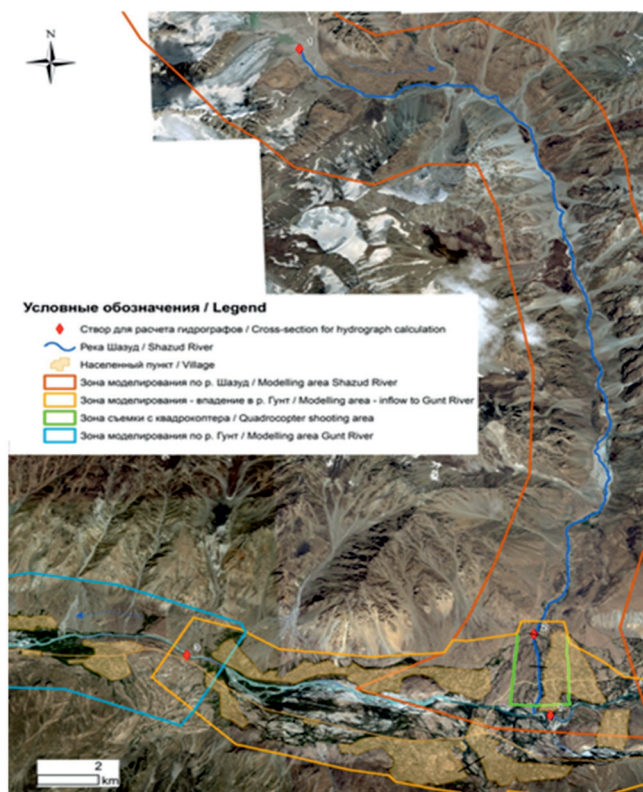 N
Условные обозначения / Legend
Створ для расчета гидрографов / Cross-section for hydrograph calculation
Река Шазуд / Shazud River
Населенный пункт / Village
Зона моделирования по р. Шазуд / Modelling area Shazud River
Зона моделирования - впадение в р. Гунт / Modelling area - inflow to Gunt River
Зона съемки с квадрокоптера / Quadrocopter shooting area
Зона моделирования по р. Гунт / Modelling area Gunt River
2
km